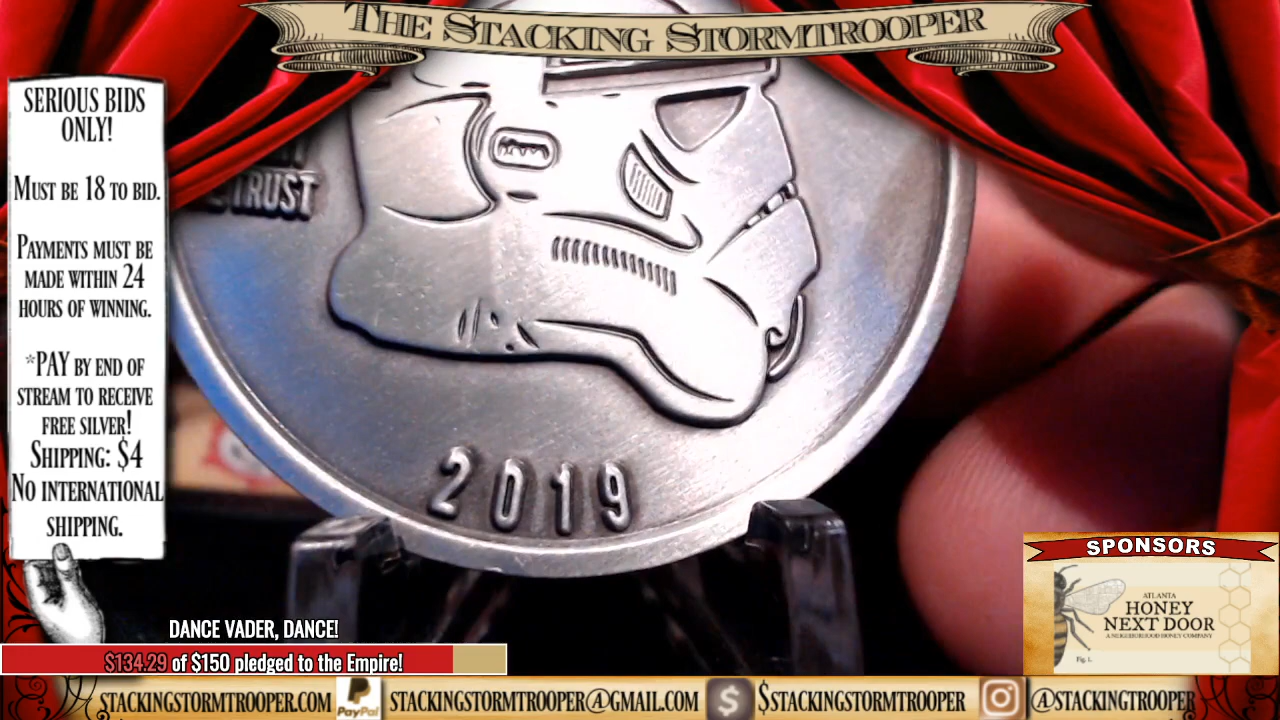 THE STACKING STORMTROOPER
SERIOUS BIDS
ONLY!
MUST BE 18 TO BID.
PAYMENTS MUST BE
MADE WITHIN 24
HOURS OF WINNING.
*PAY BY END OF
STREAM TO RECEIVE
FREE SILVER!
SHIPPING: $4
NO INTERNATIONAL
SHIPPING.
TRUST
2019
DANCE VADER, DANCE!
$134.29 of $150 pledged to the Empire!
SPONSORS
ATLANTA
HONEY
NEXT DOOR
A NEIGHBORHOOD HONEY COMPANY
Fig. 1.
STACKINGSTORMTROOPER.COM
PayPal
STACKINGSTORMTROOPER@GMAIL.COM
$
$STACKINGSTORMTROOPER
@STACKINGTROOPER